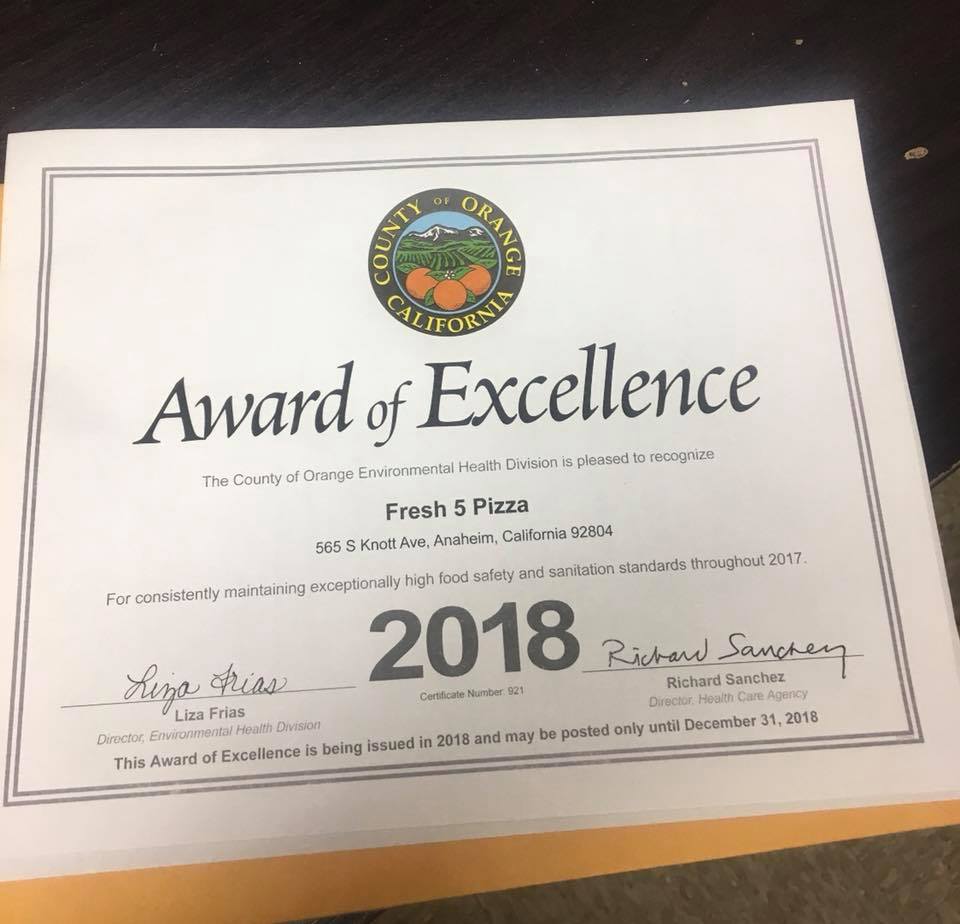 COUNTY OF ORANGE
CALIFORNIA
Award of Excellence
The County of Orange Environmental Health Division is pleased to recognize
Fresh 5 Pizza
565 S Knott Ave, Anaheim, California 92804
For consistently maintaining exceptionally high food safety and sanitation standards throughout 2017.
2018
Certificate Number: 921
Liza Frias
Liza Frias
Director, Environmental Health Division
Richard Sanchez
Richard Sanchez
Director, Health Care Agency
This Award of Excellence is being issued in 2018 and may be posted only until December 31, 2018